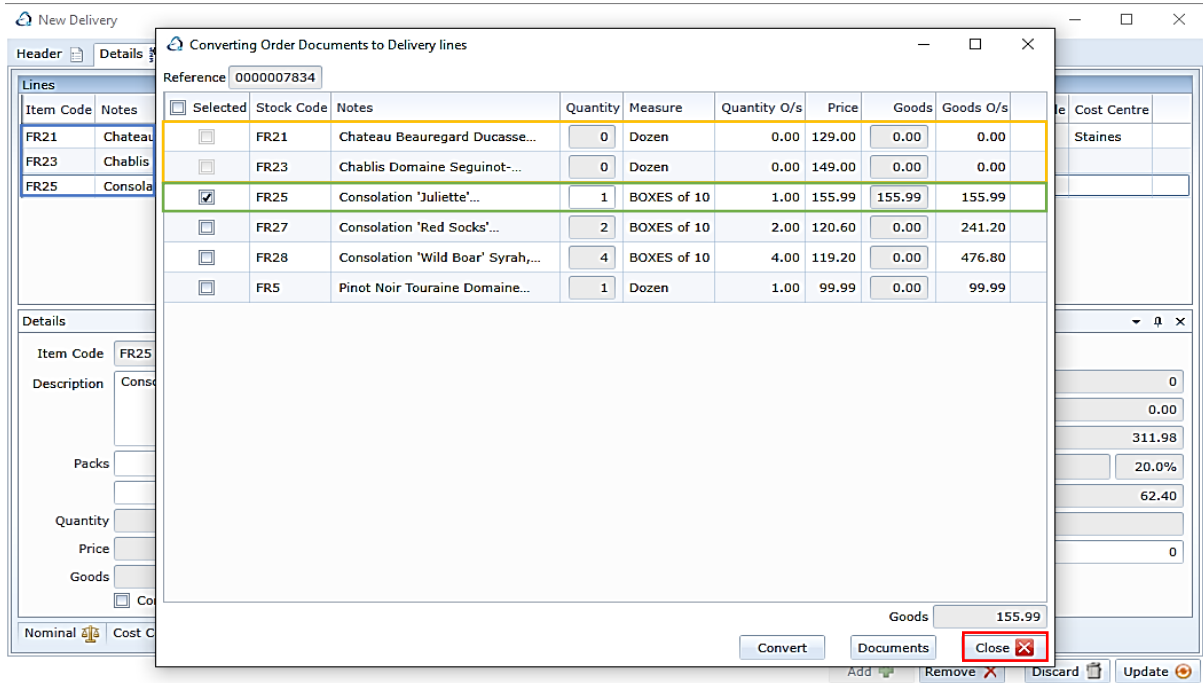 New Delivery
Header Details
Converting Order Documents to Delivery lines
Reference 0000007834
Lines
Item Code Notes
Cost Centre
FR21 Chateau
Staines
FR23 Chablis
FR25 Consola
Selected Stock Code Notes Quantity Measure Quantity O/s Price Goods Goods O/s
FR21 Chateau Beauregard Ducasse... 0 Dozen 0.00 129.00 0.00 0.00
FR23 Chablis Domaine Seguinot-... 0 Dozen 0.00 149.00 0.00 0.00
FR25 Consolation 'Juliette'... 1 BOXES of 10 1.00 155.99 155.99 155.99
FR27 Consolation 'Red Socks'... 2 BOXES of 10 2.00 120.60 0.00 241.20
FR28 Consolation 'Wild Boar' Syrah,... 4 BOXES of 10 4.00 119.20 0.00 476.80
FR5 Pinot Noir Touraine Domaine... 1 Dozen 1.00 99.99 0.00 99.99
Details
Item Code FR25
Description Conso
Packs
Quantity
Price
Goods
Co
0
0.00
311.98
20.0%
62.40
0
Goods 155.99
Convert Documents Close
Nominal Cost C
Add Remove Discard Update